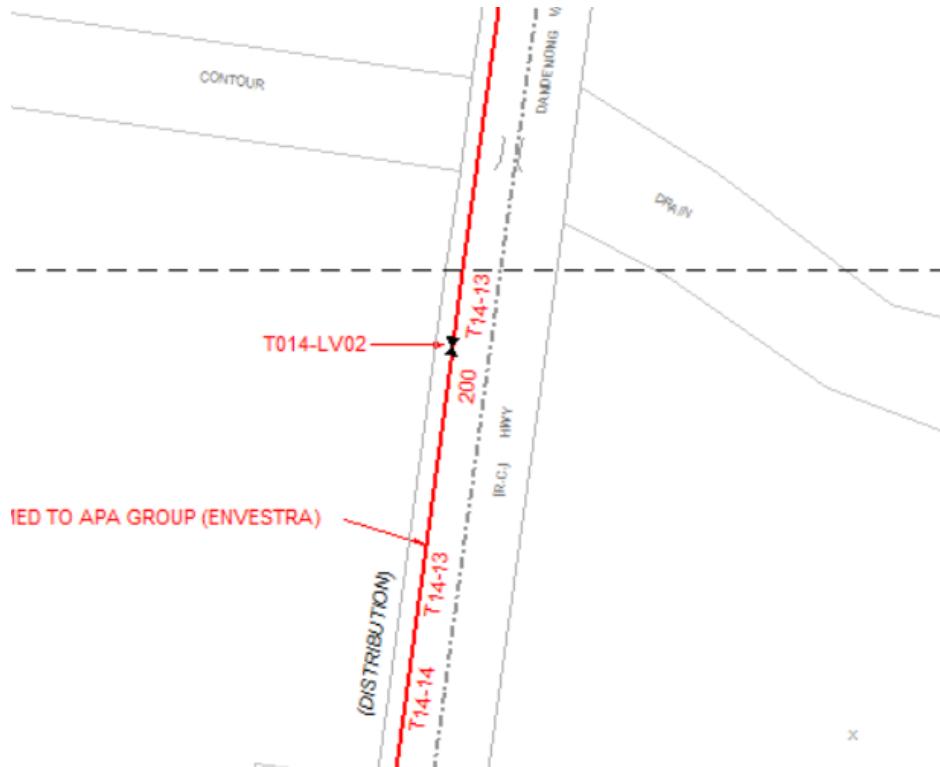 DANDENONG
CONTOUR
DRAIN
T14-13
T014-LV02
200
HWY
(R.C.)
MED TO APA GROUP (ENVESTRA)
T14-13
(DISTRIBUTION)
T14-14
x